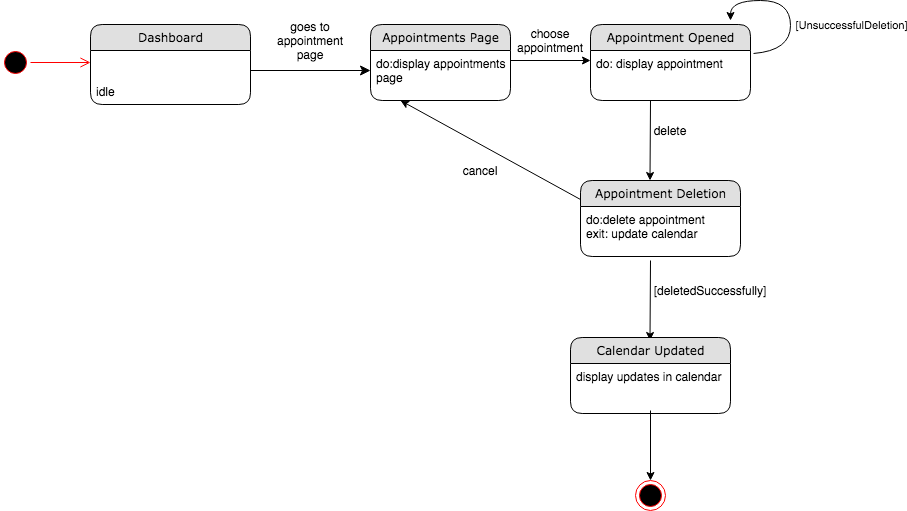 Dashboard
idle
goes to
appointment
page
Appointments Page
do:display appointments
page
choose
appointment
Appointment Opened
do: display appointment
[UnsuccessfulDeletion]
delete
cancel
Appointment Deletion
do:delete appointment
exit: update calendar
[deletedSuccessfully]
Calendar Updated
display updates in calendar